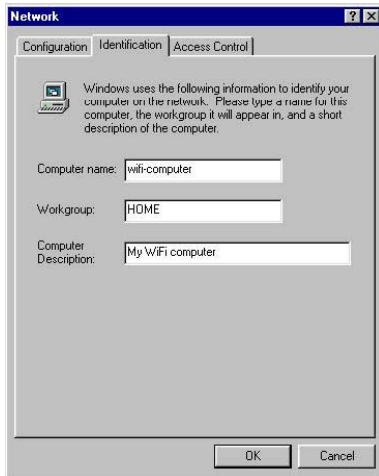 Network
Configuration Identification Access Control
Windows uses the following information to identify your
computer on the network. Please type a name for this
computer, the workgroup it will appear in, and a short
description of the computer.
Computer name: wifi-computer
Workgroup: HOME
Computer
Description: My WiFi computer
OK Cancel